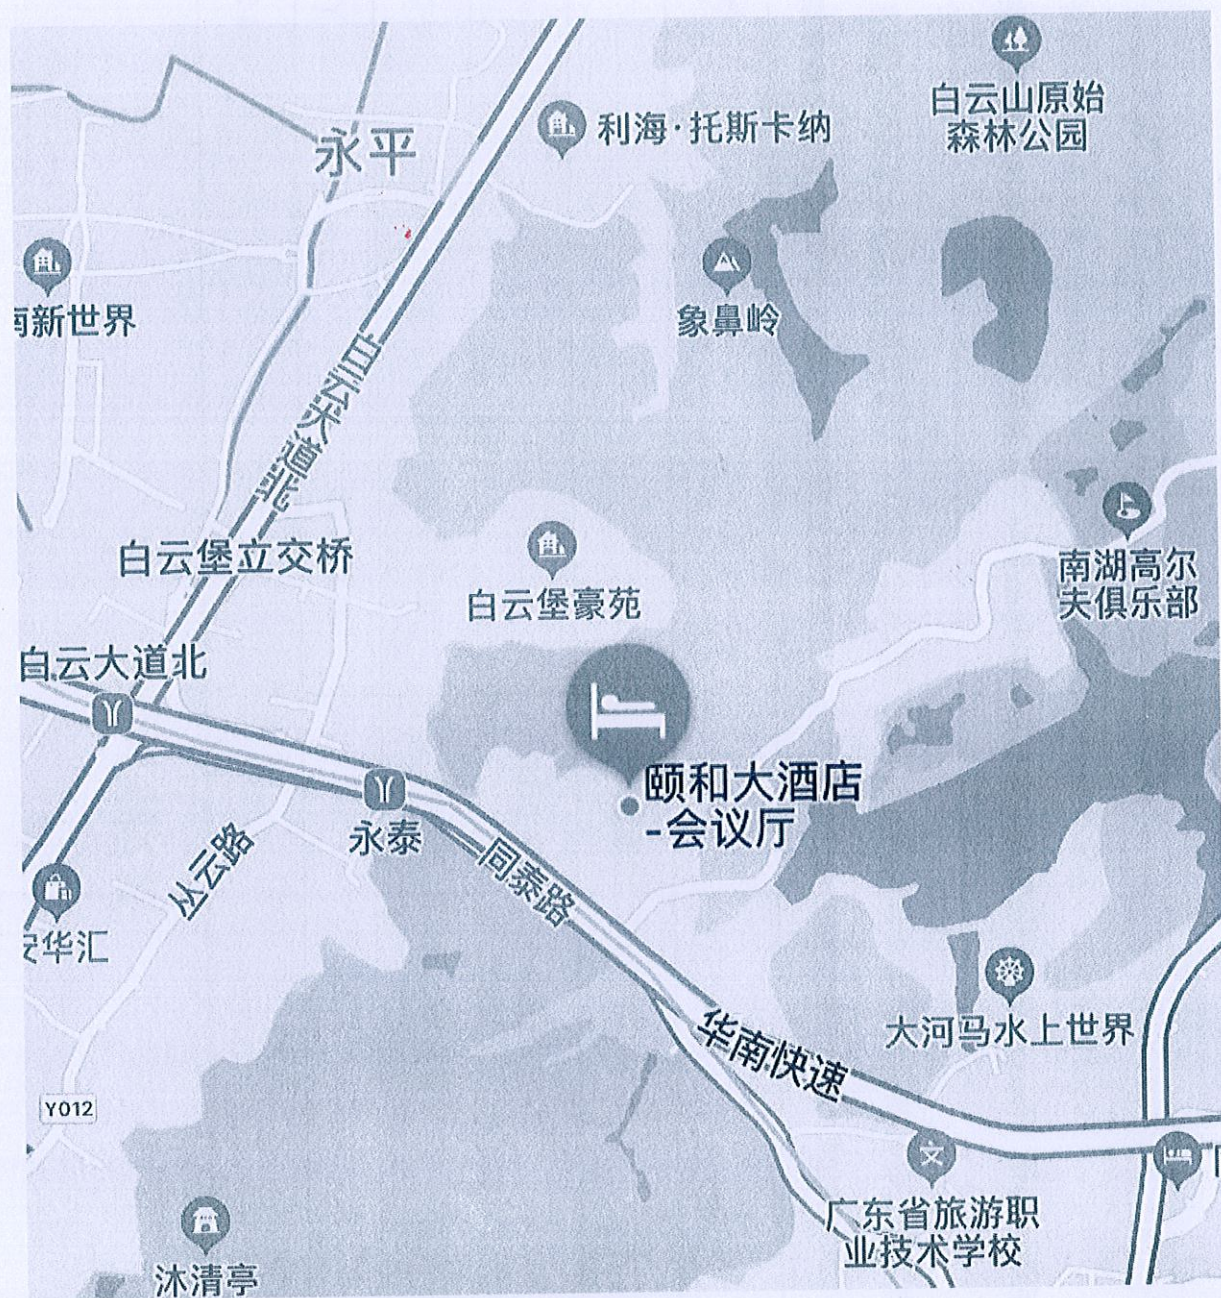 白云山原始
森林公园
利海·托斯卡纳
永平
象鼻岭
南新世界
白云大道北
南湖高尔
夫俱乐部
白云堡立交桥
白云堡豪苑
白云大道北
颐和大酒店
-会议厅
永泰
同泰路
丛云路
安华汇
大河马水上世界
华南快速
Y012
文
广东省旅游职
业技术学校
沐清亭